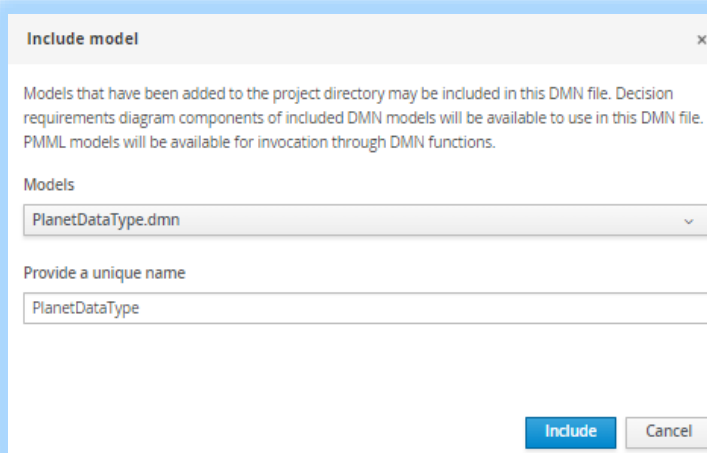 Include model
Models that have been added to the project directory may be included in this DMN file. Decision
requirements diagram components of included DMN models will be available to use in this DMN file.
PMML models will be available for invocation through DMN functions.
Models
PlanetDataType.dmn
Provide a unique name
PlanetDataType
Include Cancel